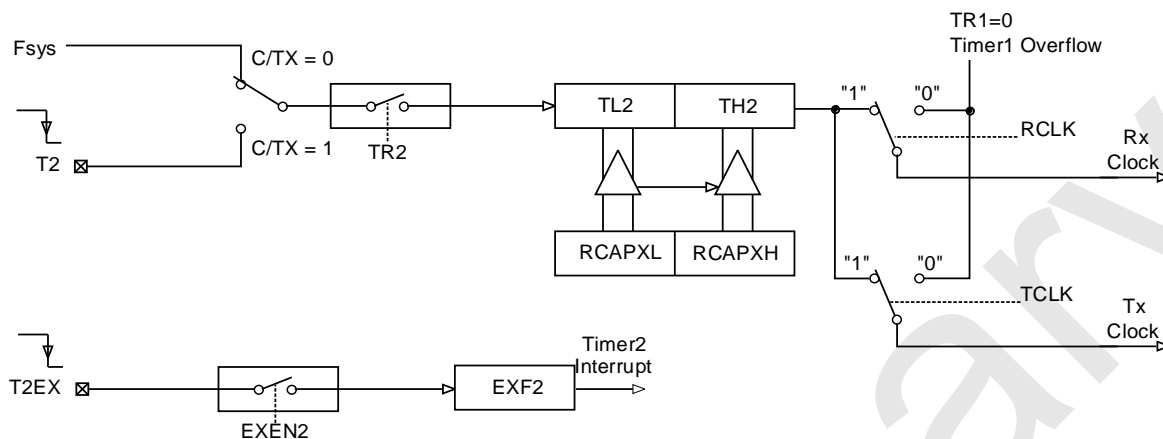 TR1=0
Timer1 Overflow
Fsys
C/TX = 0
TL2
TH2
"1"
"0"
RCLK
Rx
Clock
T2
C/TX = 1
TR2
RCAPXL
RCAPXH
"1"
"0"
TCLK
Tx
Clock
Timer2
Interrupt
T2EX
EXF2
EXEN2